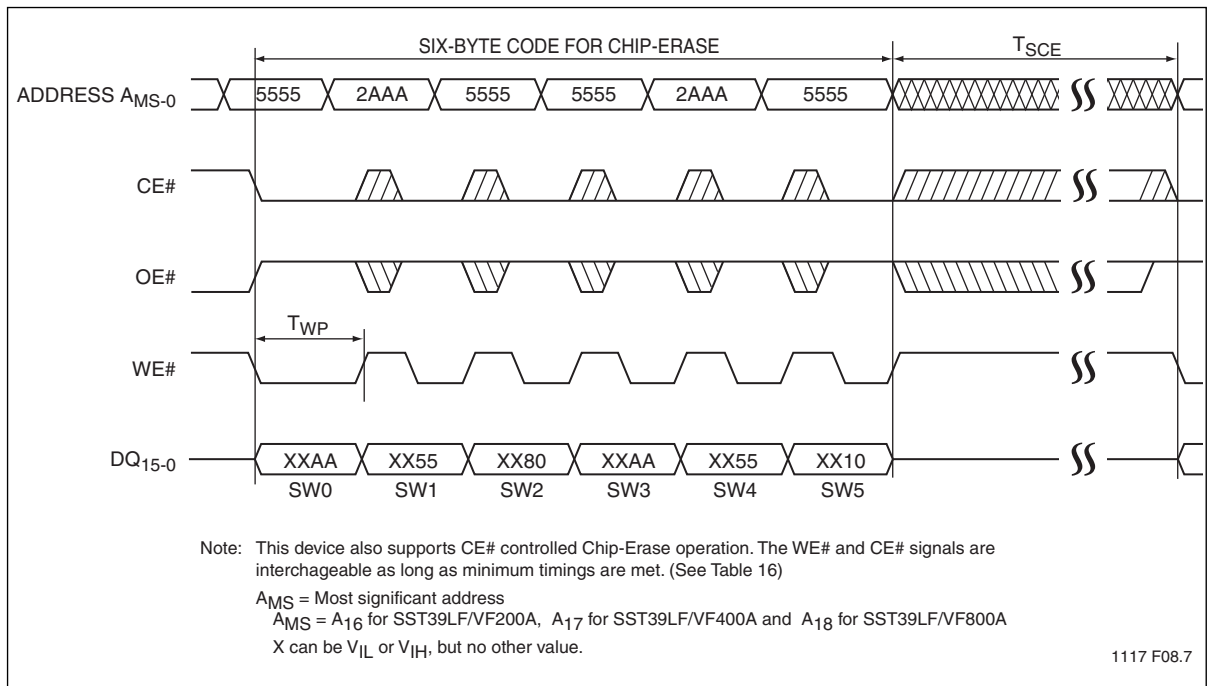 SIX-BYTE CODE FOR CHIP-ERASE
TSCE
ADDRESS AMS-0
5555 2AAA 5555 5555 2AAA 5555
CE#
OE#
TWP
WE#
DQ15-0
XXAA XX55 XX80 XXAA XX55 XX10
SW0 SW1 SW2 SW3 SW4 SW5
Note: This device also supports CE# controlled Chip-Erase operation. The WE# and CE# signals are
interchageable as long as minimum timings are met. (See Table 16)
AMS = Most significant address
AMS = A16 for SST39LF/VF200A, A17 for SST39LF/VF400A and A18 for SST39LF/VF800A
X can be VIL or VIH, but no other value.
1117 F08.7